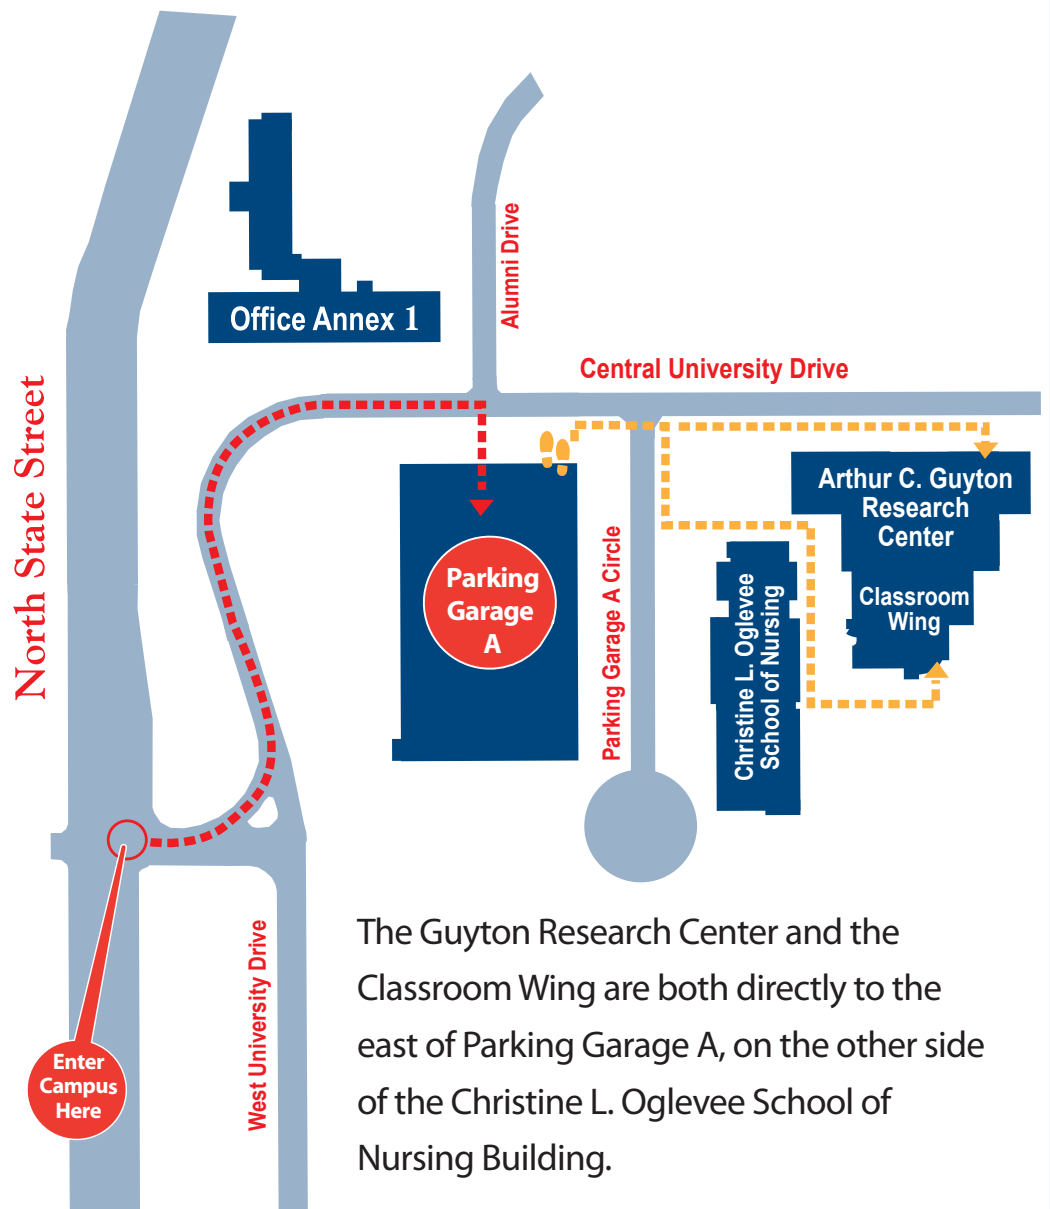 Alumni Drive
Office Annex 1
Central University Drive
North State Street
Arthur C. Guyton
Research
Center
Classroom
Wing
Parking
Garage
A
Parking Garage A Circle
Christine L. Oglevee
School of Nursing
The Guyton Research Center and the
Classroom Wing are both directly to the
east of Parking Garage A, on the other side
of the Christine L. Oglevee School of
Nursing Building.
West University Drive
Enter
Campus
Here